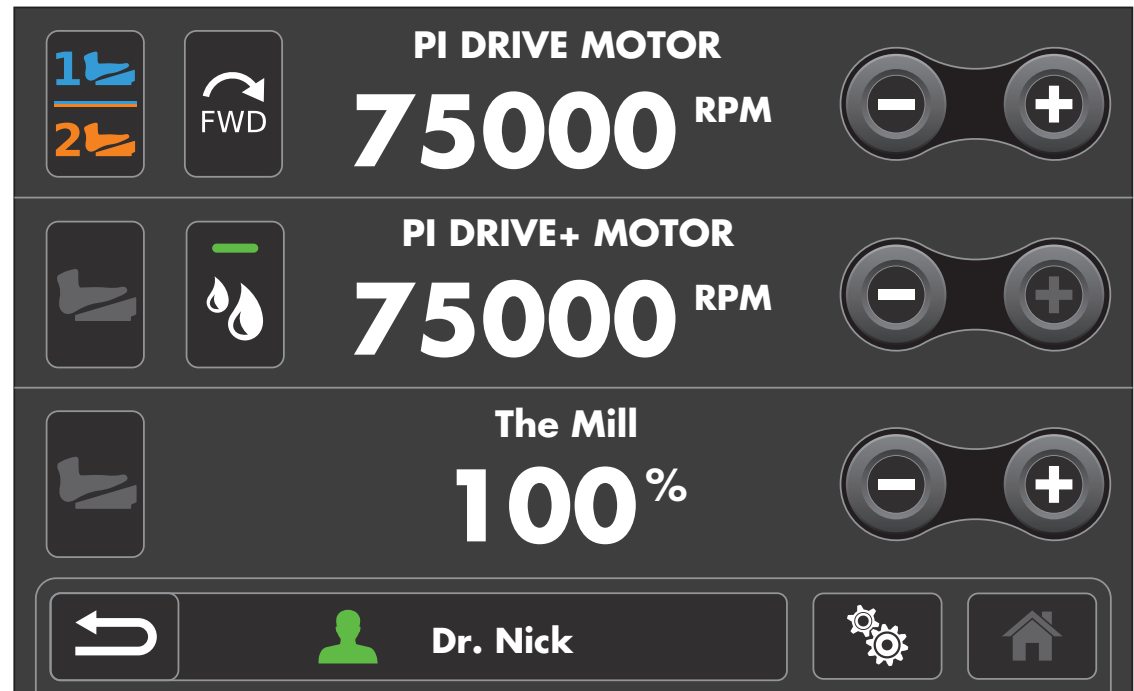 1
2
FWD
PI DRIVE MOTOR
75000 RPM
PI DRIVE+ MOTOR
75000 RPM
The Mill
100%
Dr. Nick